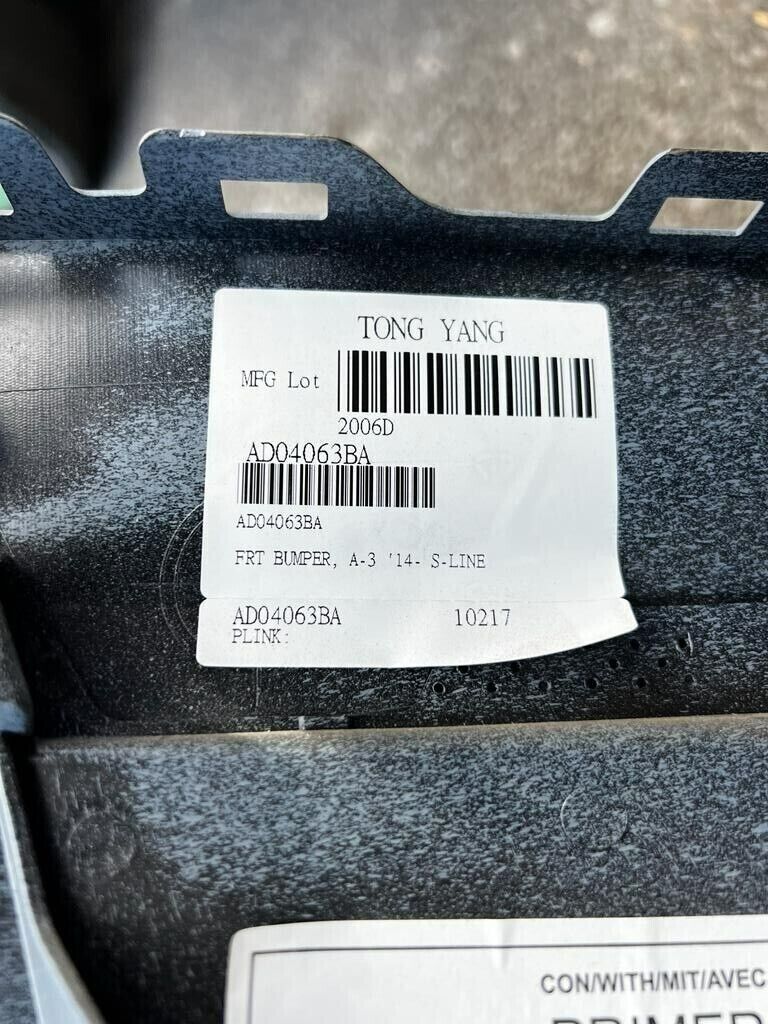 TONG YANG
MFG Lot
2006D
AD04063BA
AD04063BA
FRT BUMPER, A-3 '14- S-LINE
AD04063BA 10217
PLINK:
CON/WITH/MIT/AVEC
PRIMER